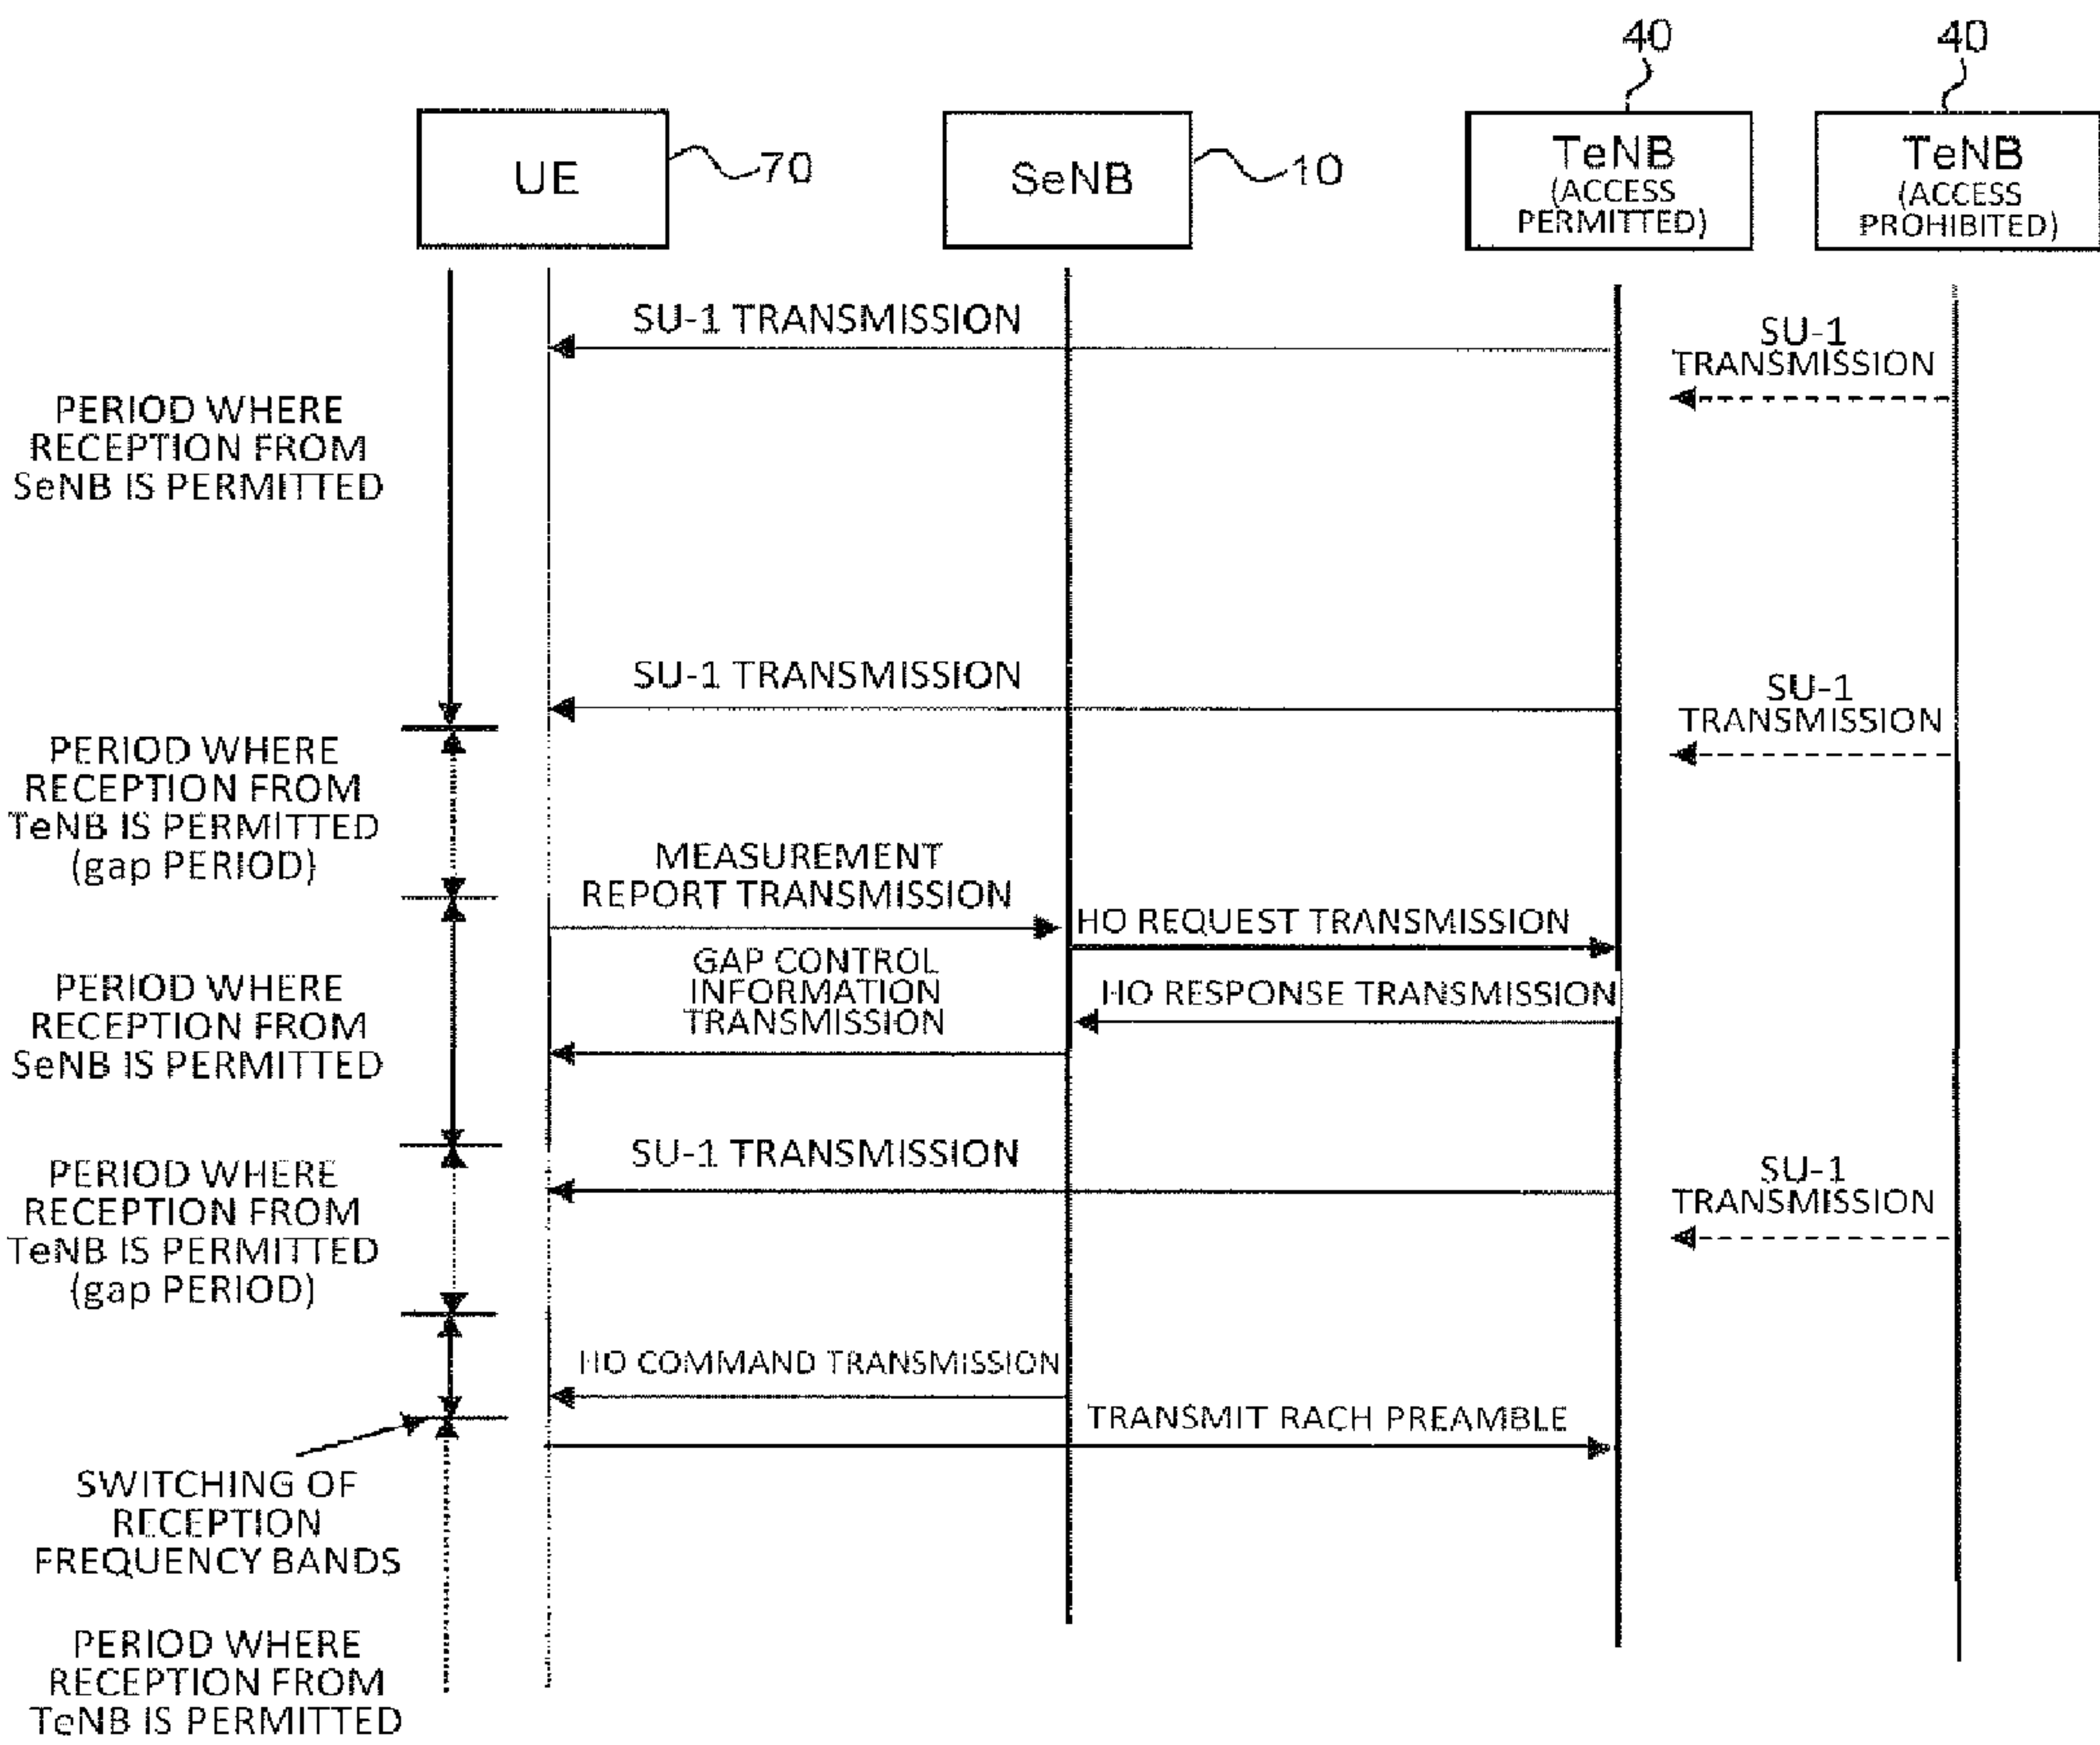 40
40
UE
70
SeNB
10
TeNB
(ACCESS
PERMITTED)
TeNB
(ACCESS
PROHIBITED)
SU-1 TRANSMISSION
SU-1
TRANSMISSION
PERIOD WHERE
RECEPTION FROM
SeNB IS PERMITTED
SU-1 TRANSMISSION
SU-1
TRANSMISSION
PERIOD WHERE
RECEPTION FROM
TeNB IS PERMITTED
(gap PERIOD)
MEASUREMENT
REPORT TRANSMISSION
HO REQUEST TRANSMISSION
GAP CONTROL
INFORMATION
TRANSMISSION
HO RESPONSE TRANSMISSION
PERIOD WHERE
RECEPTION FROM
SeNB IS PERMITTED
SU-1 TRANSMISSION
SU-1
TRANSMISSION
PERIOD WHERE
RECEPTION FROM
TeNB IS PERMITTED
(gap PERIOD)
HO COMMAND TRANSMISSION
TRANSMIT RACH PREAMBLE
SWITCHING OF
RECEPTION
FREQUENCY BANDS
PERIOD WHERE
RECEPTION FROM
TeNB IS PERMITTED